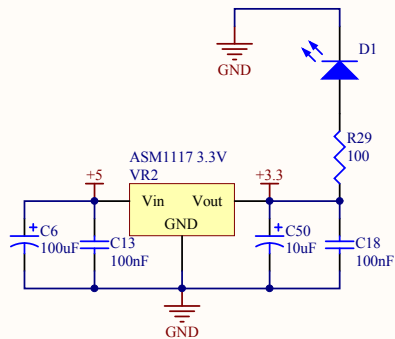 GND
D1
R29
100
ASM1117 3.3V
VR2
+5
+3.3
Vin
Vout
GND
+
C6
100uF
C13
100nF
+
C50
10uF
C18
100nF
GND